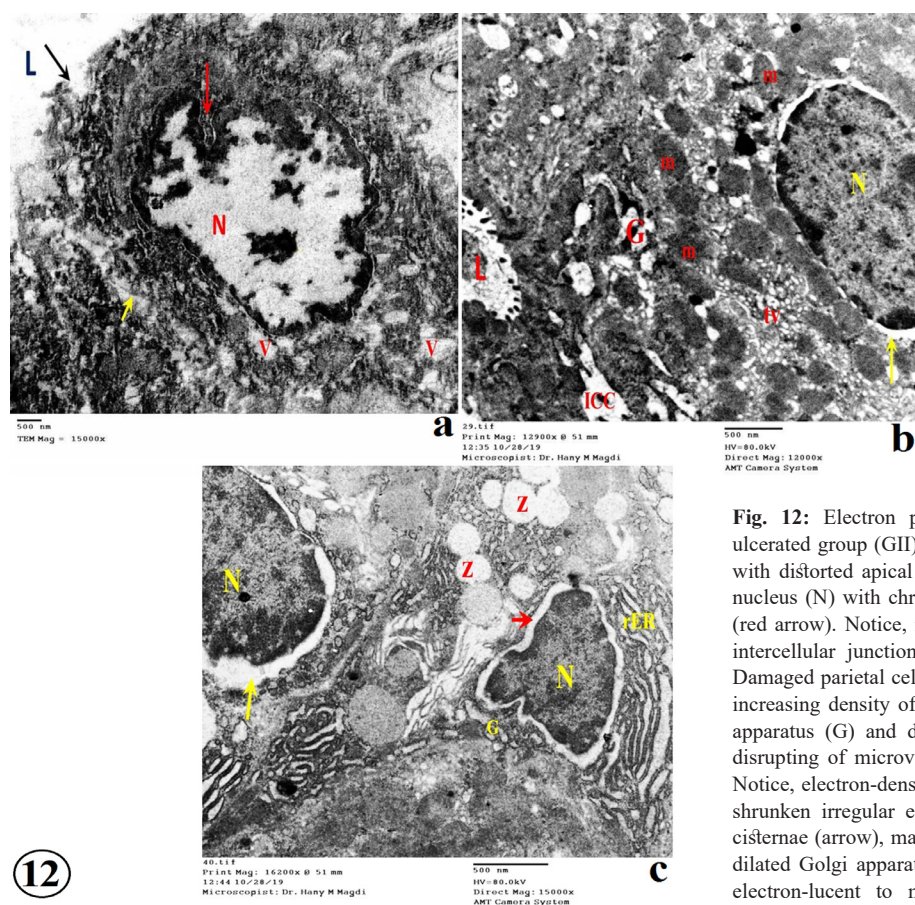 L
N
V
V
500 nm
TEM Mag = 15000x
a
m
N
m
G
m
L
tv
ICC
29.tif
Print Mag: 12900x @ 51 mm
12:35 10/28/19
Microscopist: Dr. Hany M Magdi
500 nm
HV=80.0kV
Direct Mag: 12000x
AMT Camera System
b
Z
N
Z
rER
N
G
40.tif
Print Mag: 16200x @ 51 mm
12:44 10/28/19
Microscopist: Dr. Hany M Magdi
500 nm
HV=80.0kV
Direct Mag: 15000x
AMT Camera System
c
12
Fig. 12: Electron p
ulcerated group (GII)
with distorted apical
nucleus (N) with chr
(red arrow). Notice,
intercellular junction
Damaged parietal cel
increasing density of
apparatus (G) and d
disrupting of microv
Notice, electron-dens
shrunken irregular e
cisternae (arrow), ma
dilated Golgi apparat
electron-lucent to n